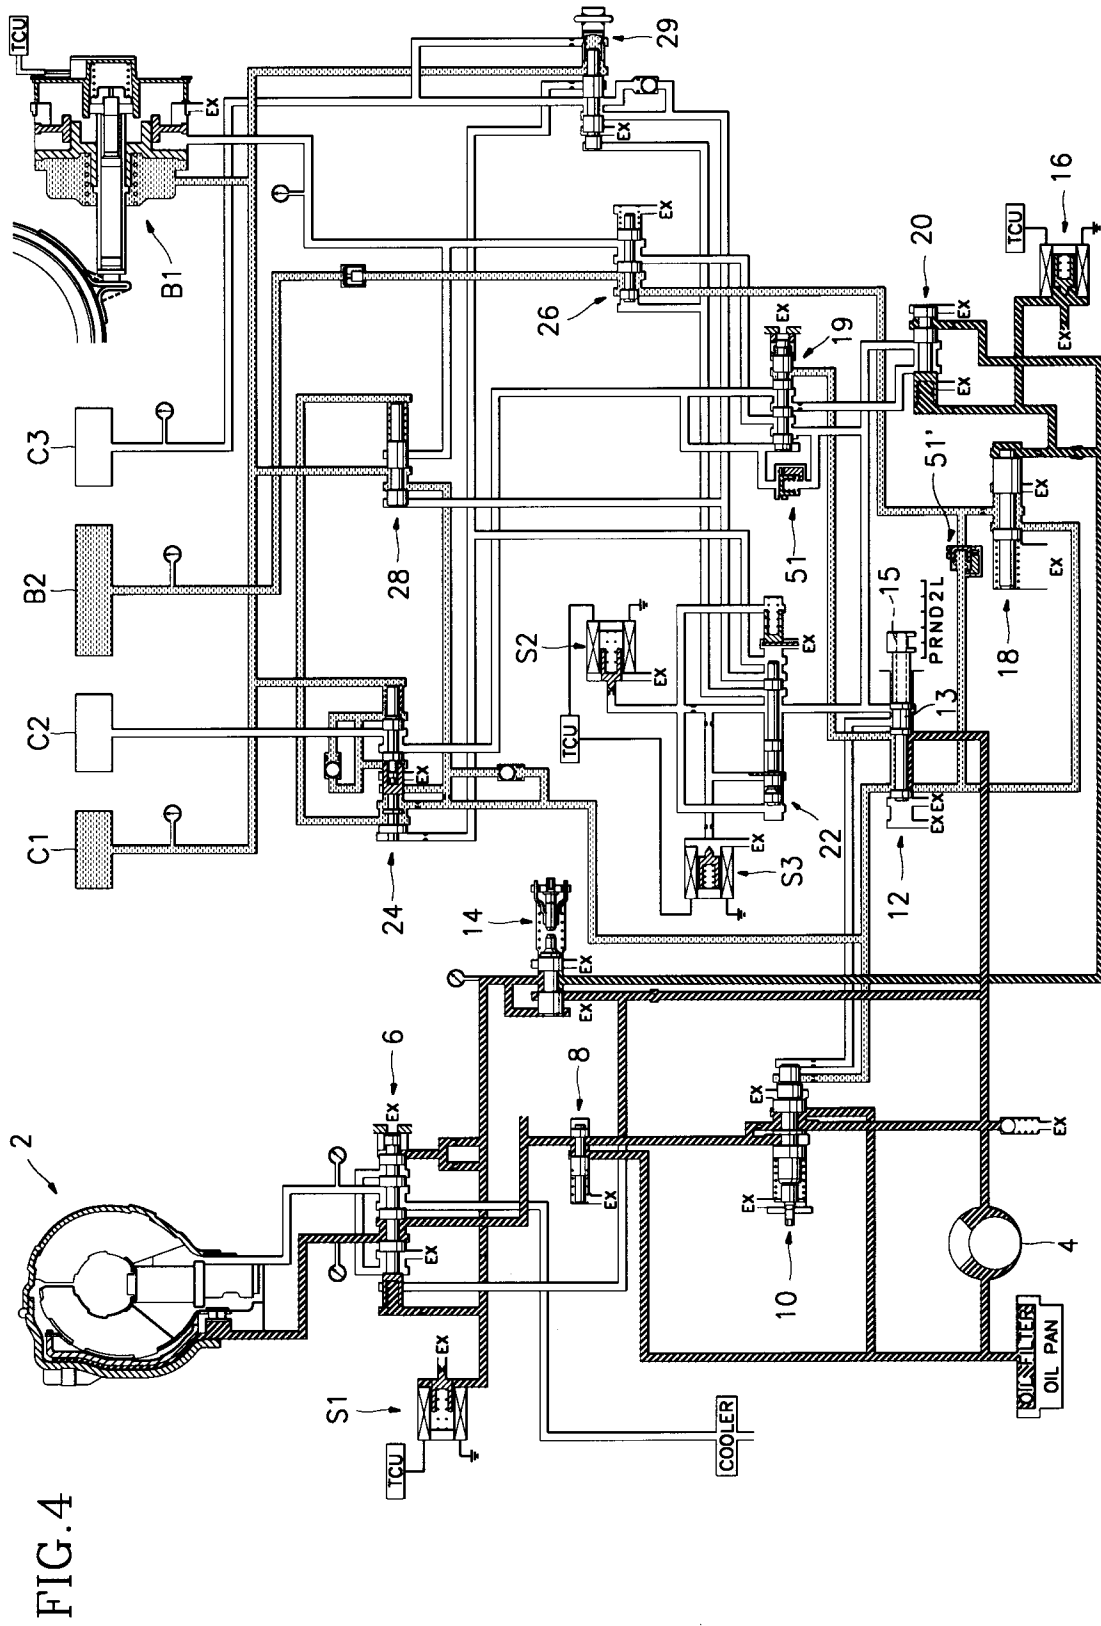 FIG.4
2
C1
C2
B2
C3
TCU
B1
EX
S1
TCU
EX
6
EX
EX
24
EX
28
14
EX
EX
8
EX
S2
TCU
EX
26
EX
29
EX
COOLER
S3
EX
10
EX
EX
22
EX
51
19
EX
12
EX
EX
13
15
PRND2L
51'
20
EX
EX
18
EX
EX
16
TCU
EX
4
EX
OIL FILTER
OIL PAN